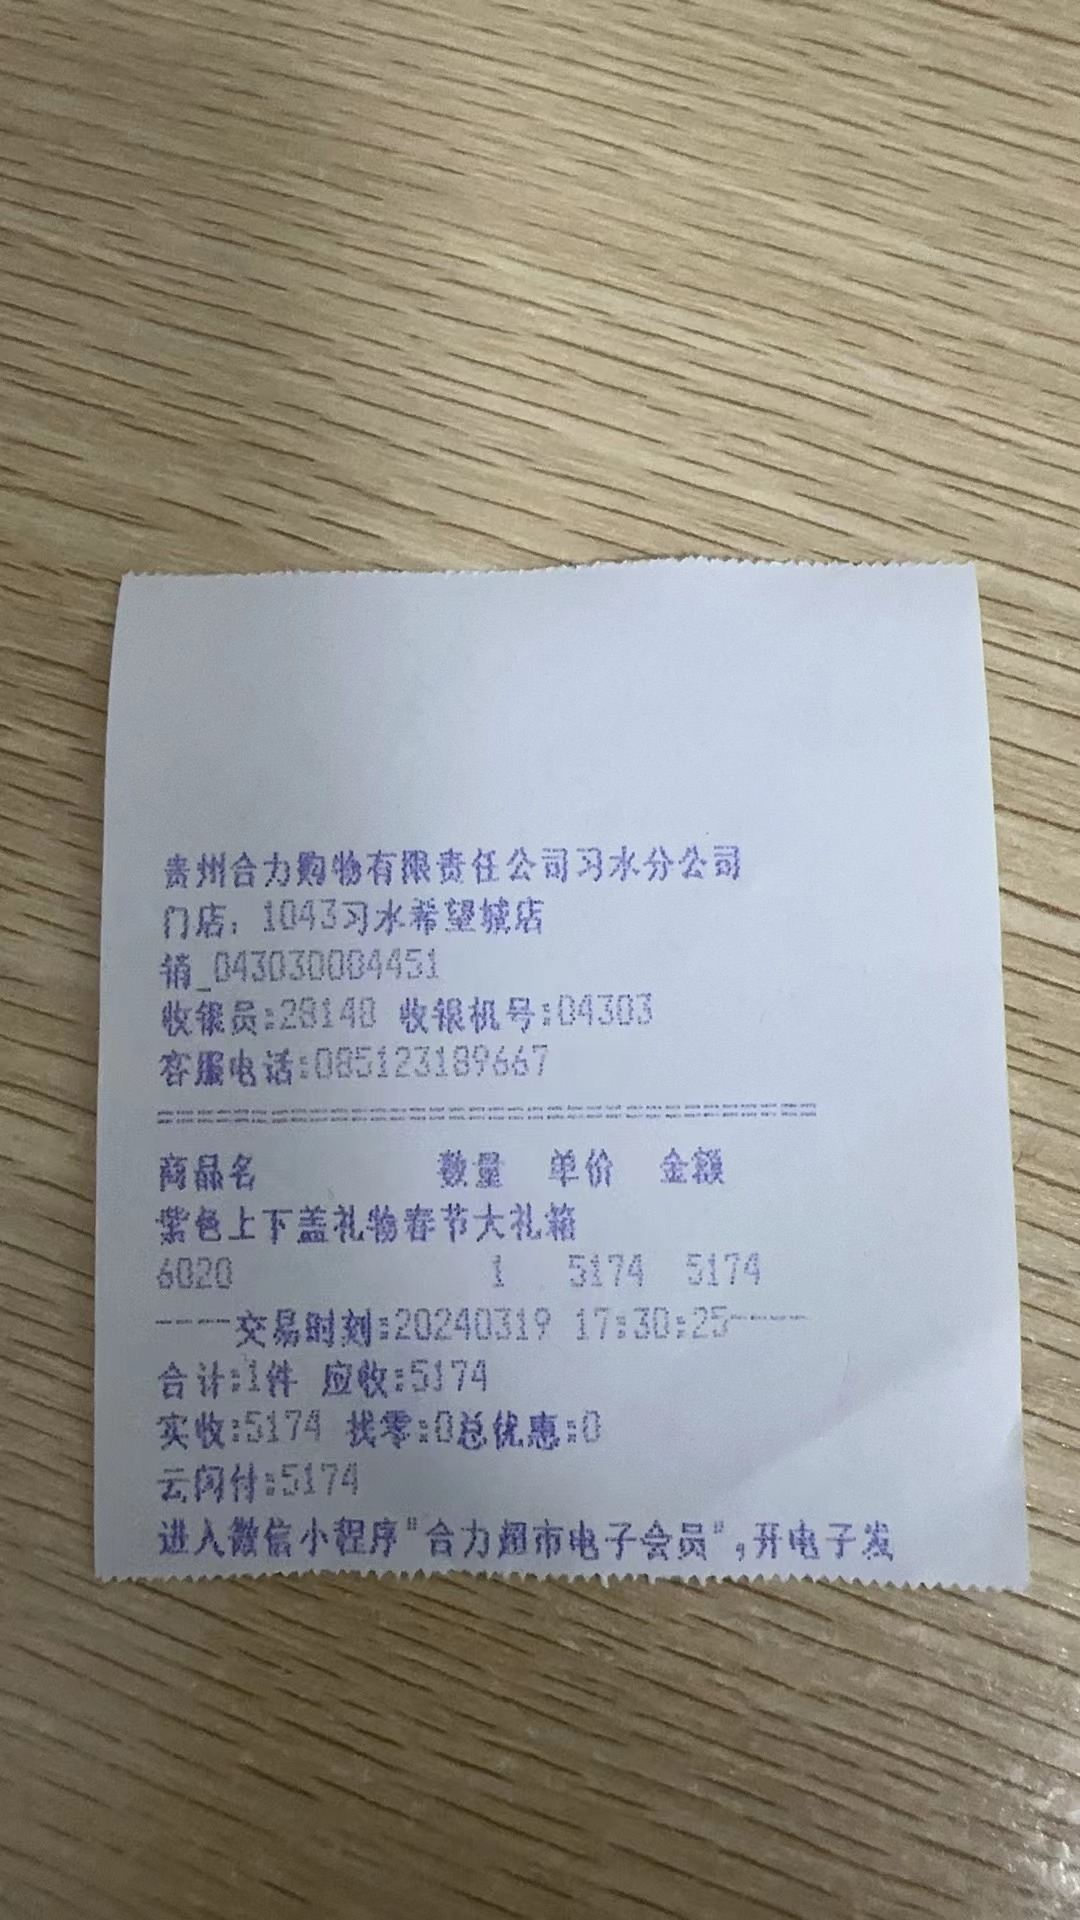 贵州合力购物有限责任公司习水分公司
门店：1043习水希望城店
销_043030004451
收银员:28148 收银机号:04303
客服电话:085123189667
商品名 数量 单价 金额
紫色上下盖礼物春节大礼箱
6020 1 5174 5174
----交易时刻:20240319 17:30:25----
合计:1件 应收:5174
实收:5174 找零:0总优惠:0
云闪付:5174
进入微信小程序"合力超市电子会员",开电子发